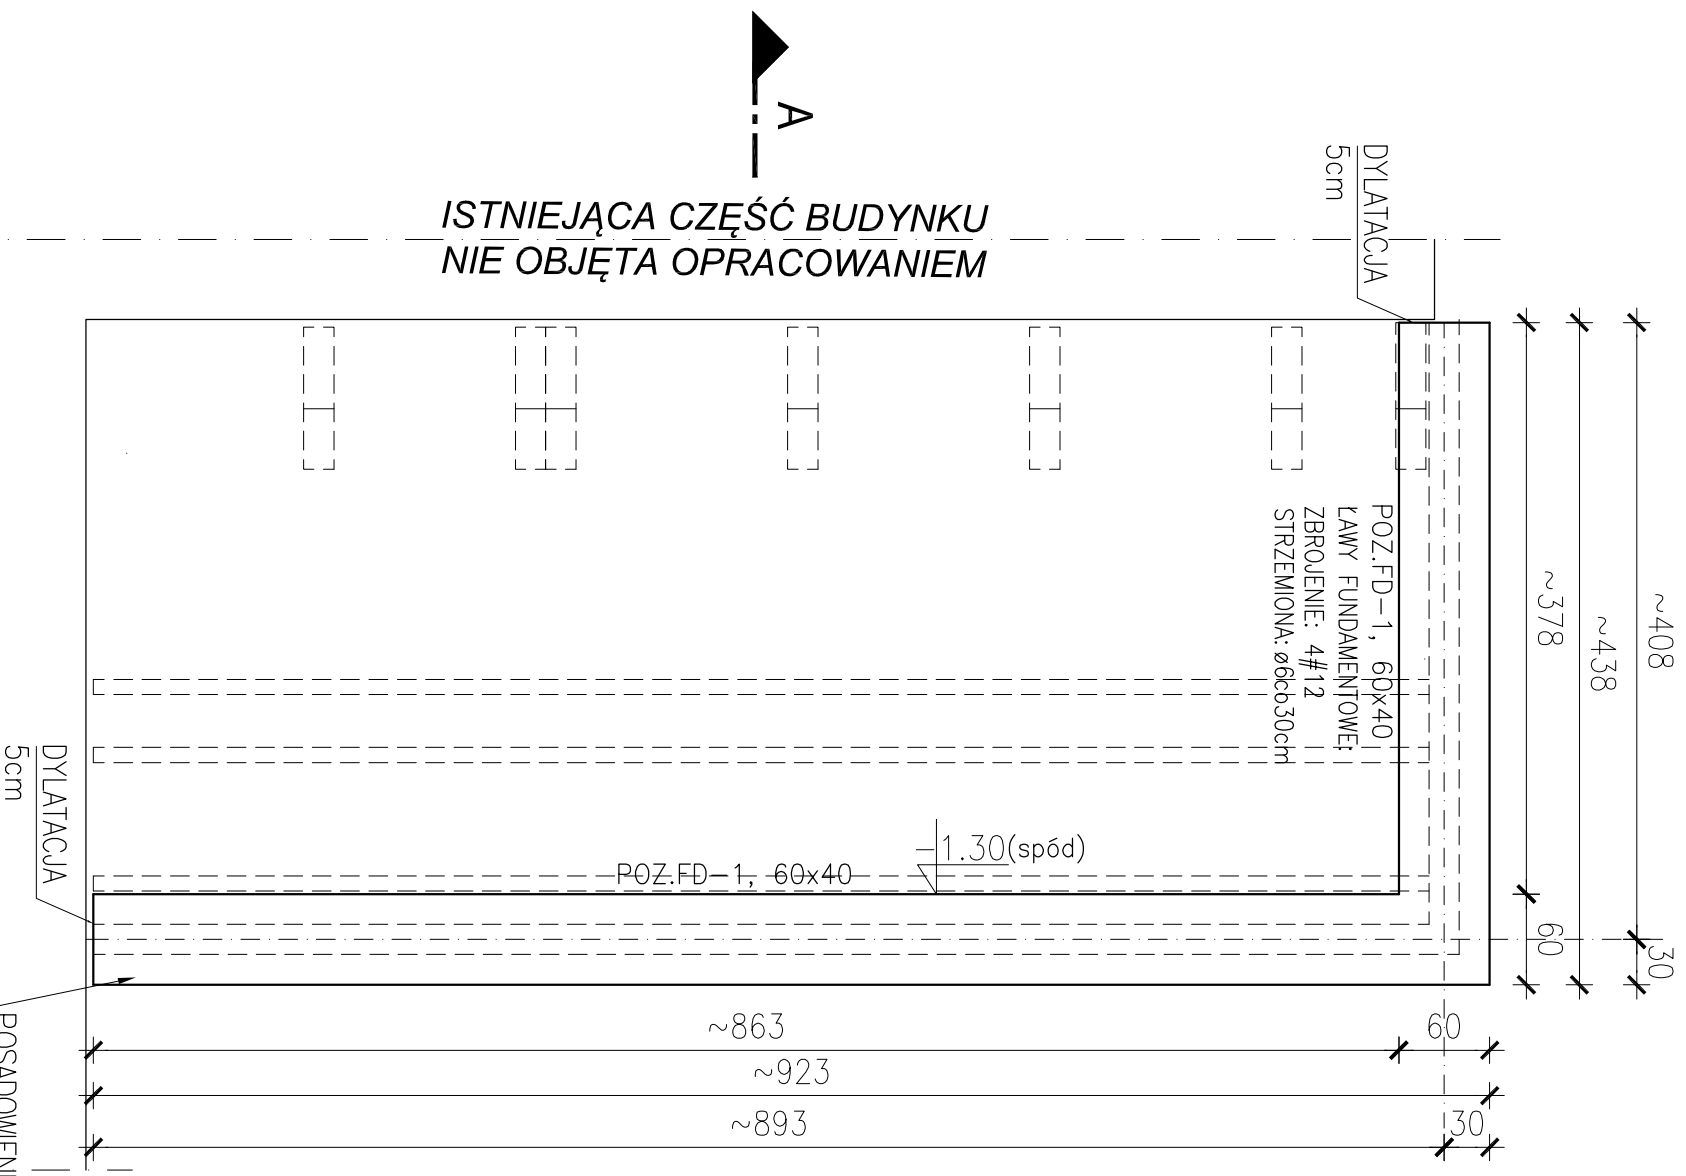 A
ISTNIEJĄCA CZĘŚĆ BUDYNKU
NIE OBJĘTA OPRACOWANIEM
DYLATACJA
5cm
~408
~438
~378
POZ.FD-1, 60x40
ŁAWY FUNDAMENTOWE:
ZBROJENIE: 4#12
STRZEMIONA: ø6co30cm
-1.30(spód)
POZ.FD-1, 60x40
60
30
DYLATACJA
5cm
~863
60
~923
~893
30